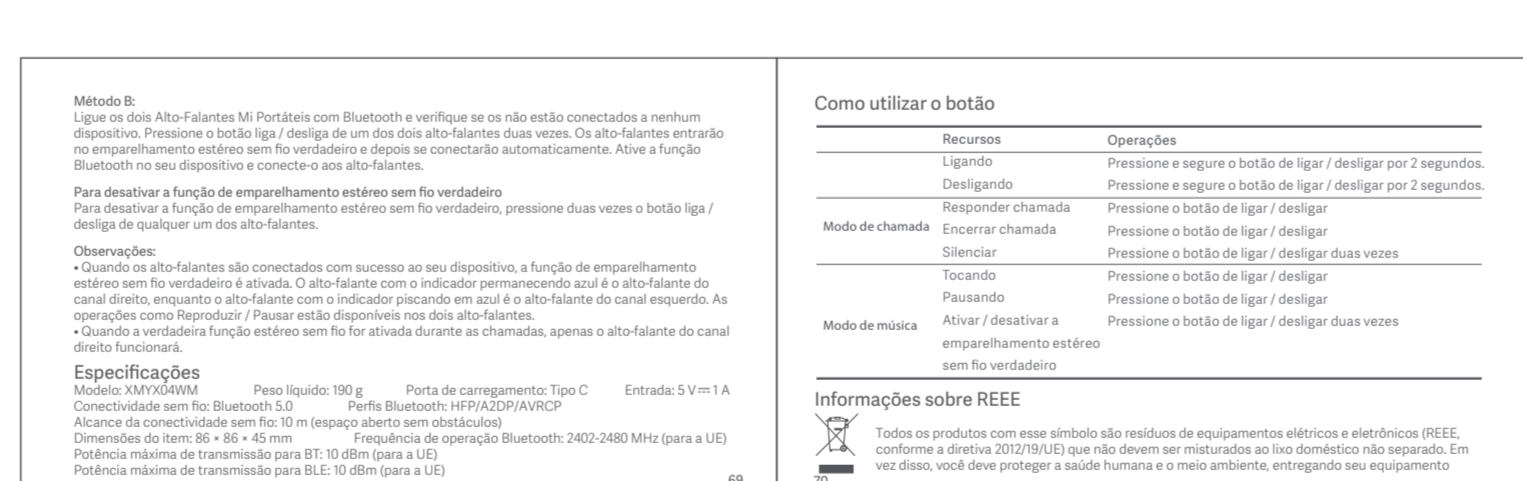 Método B:
Ligue os dois Alto-Falantes Mi Portáteis com Bluetooth e verifique se os não estão conectados a nenhum
dispositivo. Pressione o botão liga / desliga de um dos dois alto-falantes duas vezes. Os alto-falantes entrarão
no emparelhamento estéreo sem fio verdadeiro e depois se conectarão automaticamente. Ative a função
Bluetooth no seu dispositivo e conecte-o aos alto-falantes.
Para desativar a função de emparelhamento estéreo sem fio verdadeiro
Para desativar a função de emparelhamento estéreo sem fio verdadeiro, pressione duas vezes o botão liga /
desliga de qualquer um dos alto-falantes.
Observações:
• Quando os alto-falantes são conectados com sucesso ao seu dispositivo, a função de emparelhamento
estéreo sem fio verdadeiro é ativada. O alto-falante com o indicador permanecendo azul é o alto-falante do
canal direito, enquanto o alto-falante com o indicador piscando em azul é o alto-falante do canal esquerdo. As
operações como Reproduzir / Pausar estão disponíveis nos dois alto-falantes.
• Quando a verdadeira função estéreo sem fio for ativada durante as chamadas, apenas o alto-falante do canal
direito funcionará.
Especificações
Modelo: XMYX04WM Peso líquido: 190 g Porta de carregamento: Tipo C Entrada: 5 V⎓1 A
Conectividade sem fio: Bluetooth 5.0 Perfis Bluetooth: HFP/A2DP/AVRCP
Alcance da conectividade sem fio: 10 m (espaço aberto sem obstáculos)
Dimensões do item: 86 × 86 × 45 mm Frequência de operação Bluetooth: 2402-2480 MHz (para a UE)
Potência máxima de transmissão para BT: 10 dBm (para a UE)
Potência máxima de transmissão para BLE: 10 dBm (para a UE)
69
Como utilizar o botão
Recursos Operações
Ligando Pressione e segure o botão de ligar / desligar por 2 segundos.
Desligando Pressione e segure o botão de ligar / desligar por 2 segundos.
Responder chamada Pressione o botão de ligar / desligar
Modo de chamada Encerrar chamada Pressione o botão de ligar / desligar
Silenciar Pressione o botão de ligar / desligar duas vezes
Tocando Pressione o botão de ligar / desligar
Pausando Pressione o botão de ligar / desligar
Modo de música Ativar / desativar a Pressione o botão de ligar / desligar duas vezes
emparelhamento estéreo
sem fio verdadeiro
Informações sobre REEE
Todos os produtos com esse símbolo são resíduos de equipamentos elétricos e eletrônicos (REEE,
conforme a diretiva 2012/19/UE) que não devem ser misturados ao lixo doméstico não separado. Em
vez disso, você deve proteger a saúde humana e o meio ambiente, entregando seu equipamento
70